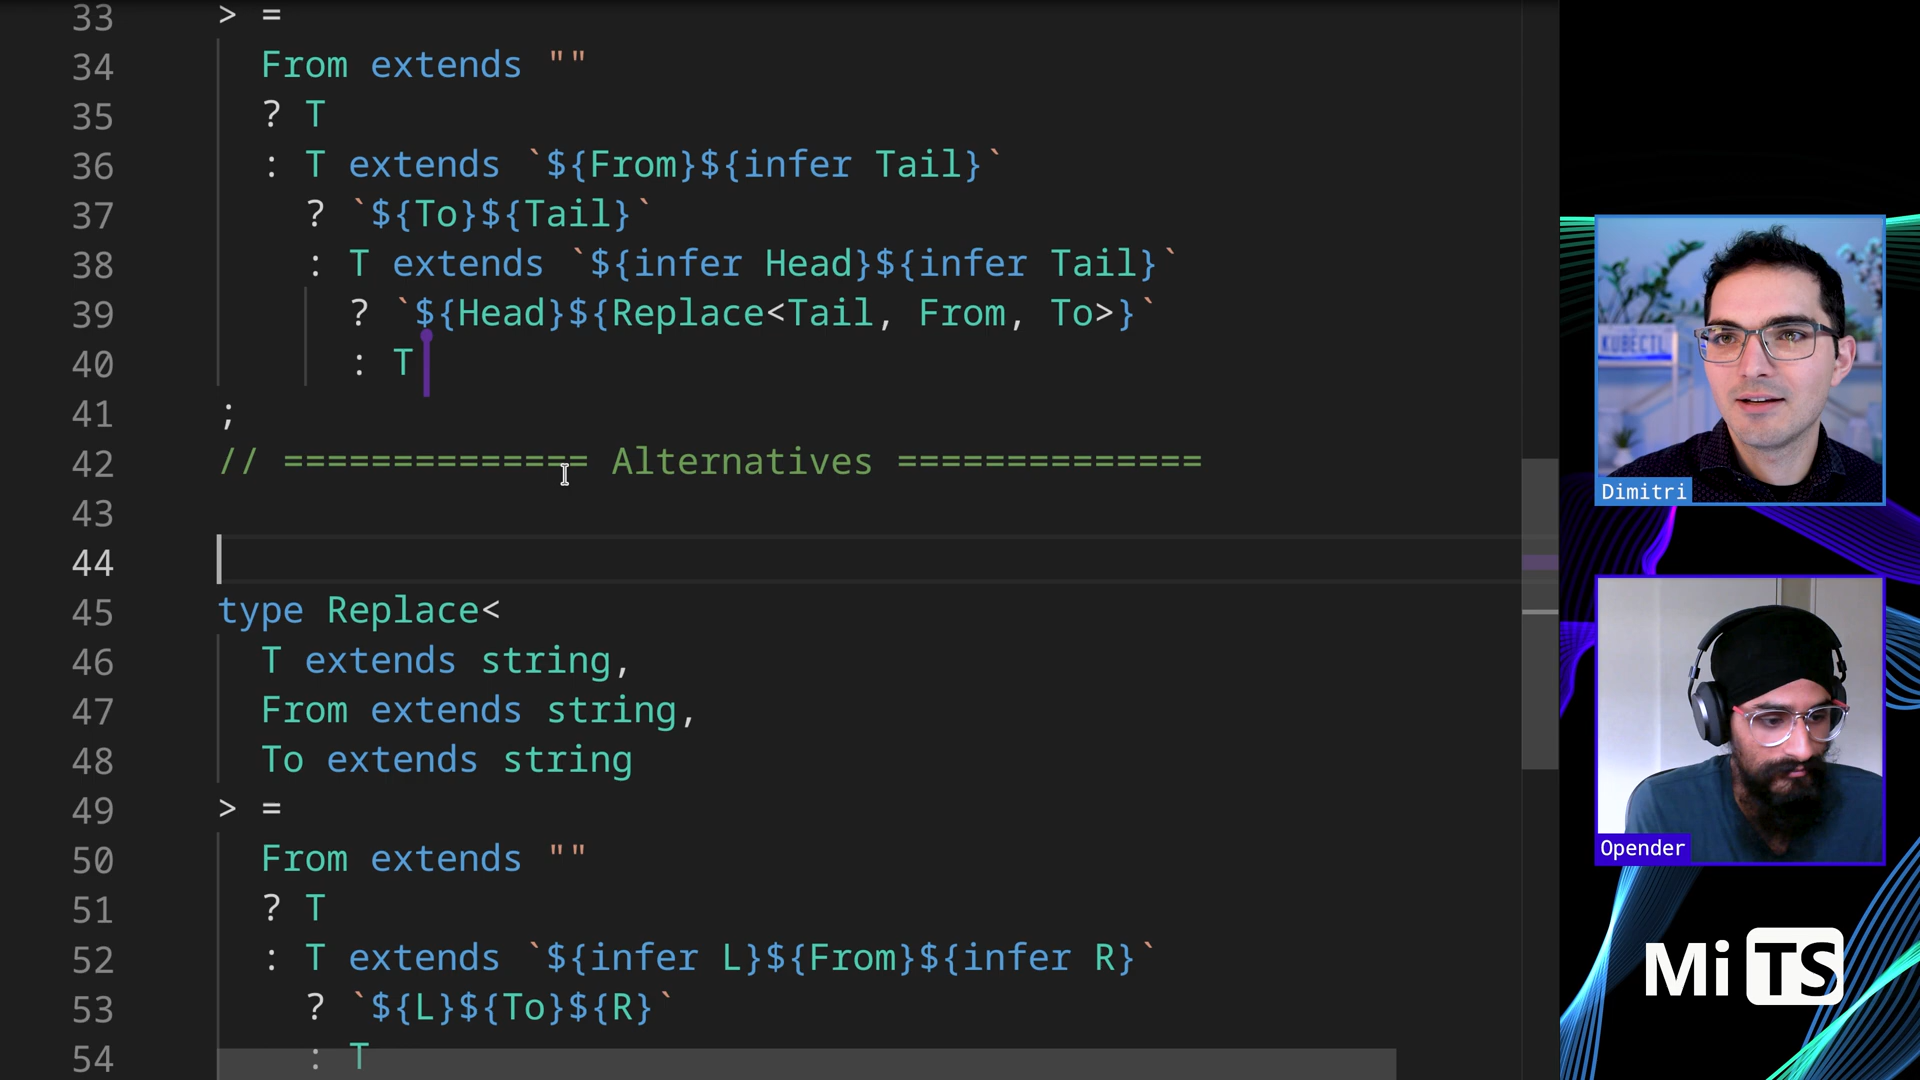 33 > =
34 From extends ""
35 ? T
36 : T extends `${From}${infer Tail}`
37 ? `${To}${Tail}`
38 : T extends `${infer Head}${infer Tail}`
39 ? `${Head}${Replace<Tail, From, To>}`
40 : T
41 ;
42 // ============== Alternatives ==============
43
44
45 type Replace<
46 T extends string,
47 From extends string,
48 To extends string
49 > =
50 From extends ""
51 ? T
52 : T extends `${infer L}${From}${infer R}`
53 ? `${L}${To}${R}`
54 : T
KUBECTL
Dimitri
Opender
Mi TS